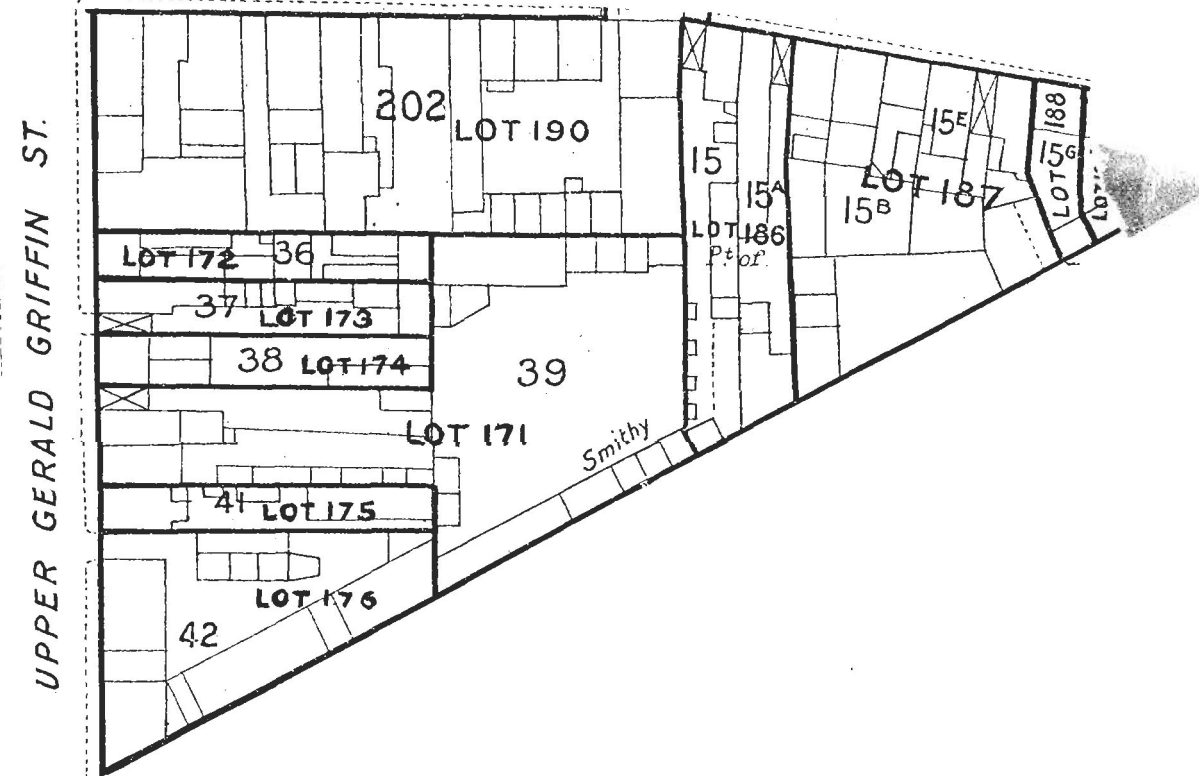 UPPER GERALD GRIFFIN ST.
202
LOT 190
15
15A
LOT 186
Pt of
15B
LOT 187
15E
188
15G
LOT
LOT 172
36
37
LOT 173
38
LOT 174
39
LOT 171
Smithy
41
LOT 175
LOT 176
42